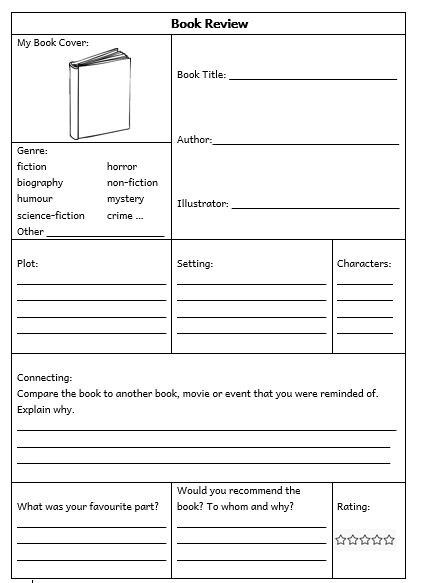 Book Review
My Book Cover:
Book Title:
Author:
Illustrator:
Genre:
fiction horror
biography non-fiction
humour mystery
science-fiction crime ...
Other
Plot:
Setting:
Characters:
Connecting:
Compare the book to another book, movie or event that you were reminded of.
Explain why.
What was your favourite part?
Would you recommend the
book? To whom and why?
Rating: